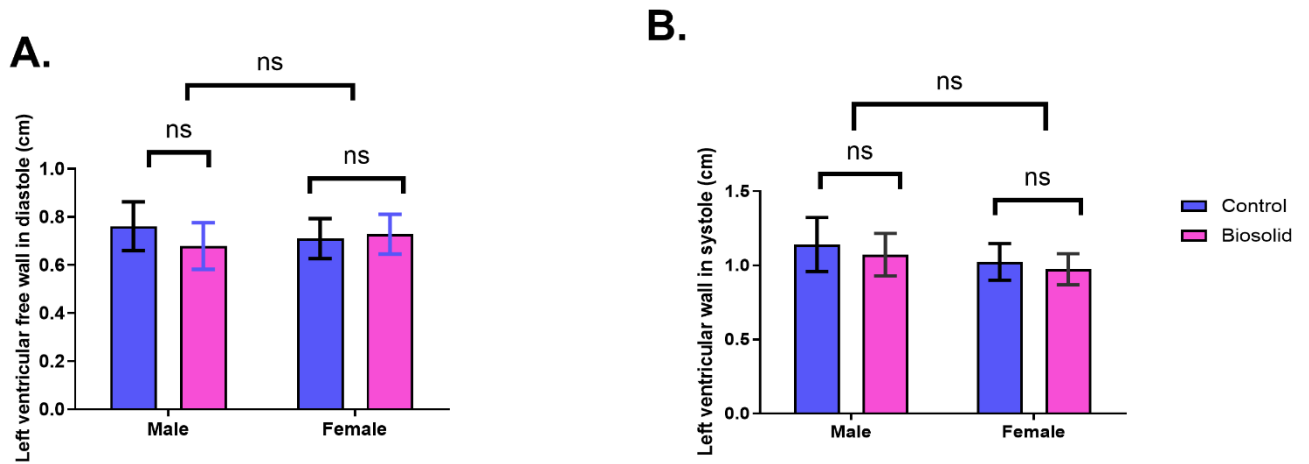 A.
ns
ns
ns
Left ventricular free wall in diastole (cm)
1.0
0.8
0.6
0.4
0.2
0.0
Male
Female
B.
ns
ns
ns
Left ventricular wall in systole (cm)
1.5
1.0
0.5
0.0
Male
Female
Control
Biosolid